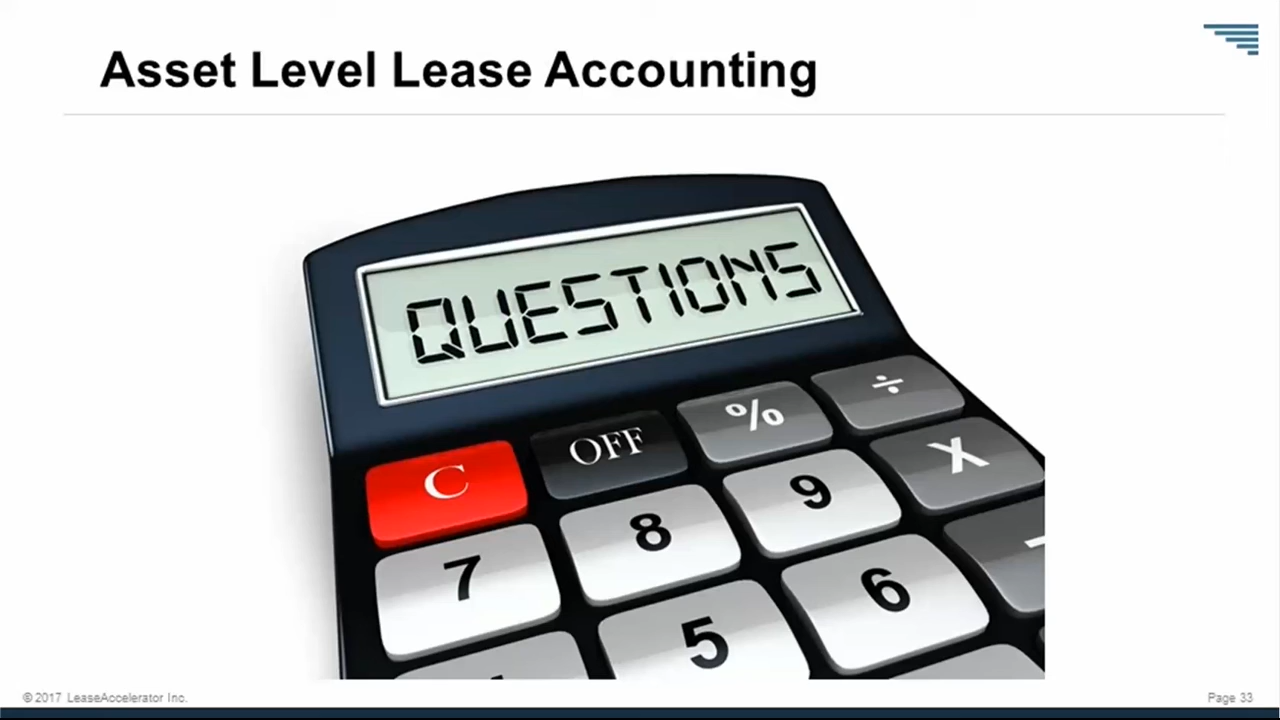 Asset Level Lease Accounting
QUESTIONS
÷
%
OFF
C
X
9
8
7
6
5
© 2017 LeaseAccelerator Inc.
Page 33